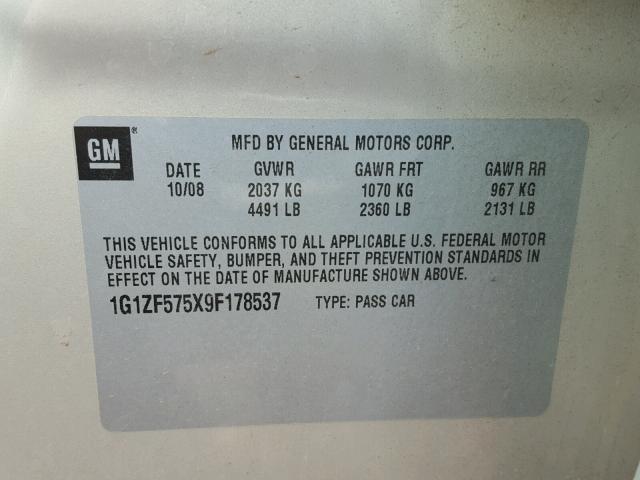 GM®
MFD BY GENERAL MOTORS CORP.
DATE GVWR GAWR FRT GAWR RR
10/08 2037 KG 1070 KG 967 KG
4491 LB 2360 LB 2131 LB
THIS VEHICLE CONFORMS TO ALL APPLICABLE U.S. FEDERAL MOTOR
VEHICLE SAFETY, BUMPER, AND THEFT PREVENTION STANDARDS IN
EFFECT ON THE DATE OF MANUFACTURE SHOWN ABOVE.
1G1ZF575X9F178537 TYPE: PASS CAR